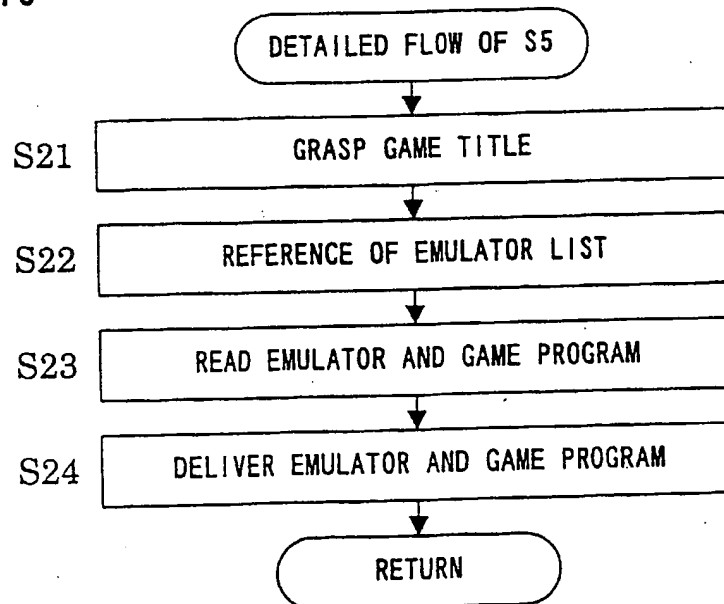 DETAILED FLOW OF S5
S21 GRASP GAME TITLE
S22 REFERENCE OF EMULATOR LIST
S23 READ EMULATOR AND GAME PROGRAM
S24 DELIVER EMULATOR AND GAME PROGRAM
RETURN